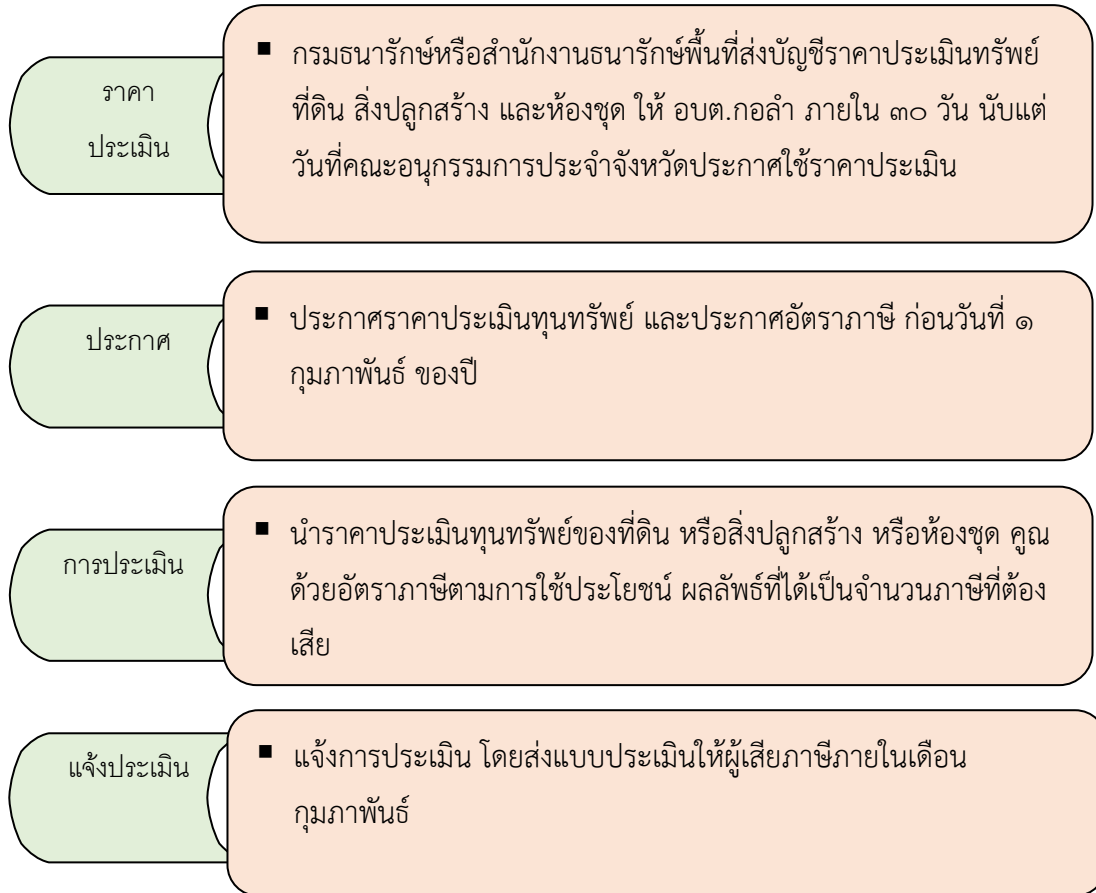 ราคา
ประเมิน
▪ กรมธนารักษ์หรือสำนักงานธนารักษ์พื้นที่ส่งบัญชีราคาประเมินทรัพย์
ที่ดิน สิ่งปลูกสร้าง และห้องชุด ให้ อบต.กอลำ ภายใน ๓๐ วัน นับแต่
วันที่คณะอนุกรรมการประจำจังหวัดประกาศใช้ราคาประเมิน
ประกาศ
▪ ประกาศราคาประเมินทุนทรัพย์ และประกาศอัตราภาษี ก่อนวันที่ ๑
กุมภาพันธ์ ของปี
การประเมิน
▪ นำราคาประเมินทุนทรัพย์ของที่ดิน หรือสิ่งปลูกสร้าง หรือห้องชุด คูณ
ด้วยอัตราภาษีตามการใช้ประโยชน์ ผลลัพธ์ที่ได้เป็นจำนวนภาษีที่ต้อง
เสีย
แจ้งประเมิน
▪ แจ้งการประเมิน โดยส่งแบบประเมินให้ผู้เสียภาษีภายในเดือน
กุมภาพันธ์